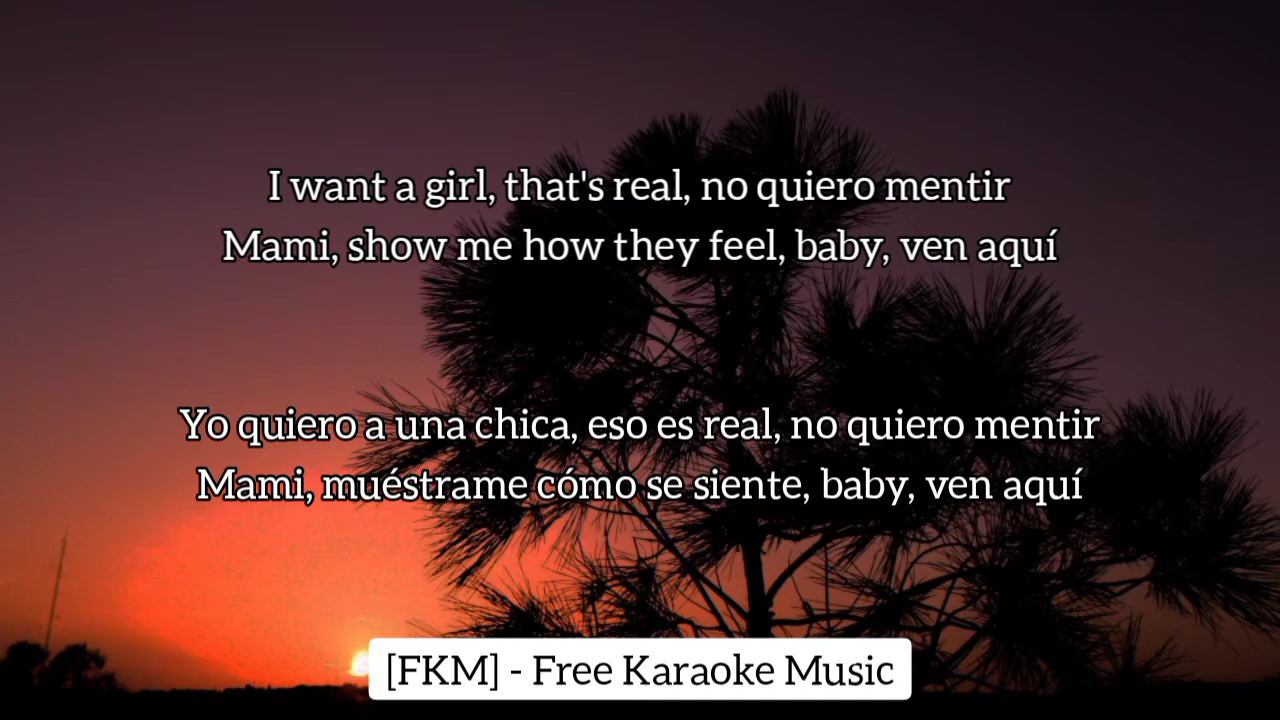 I want a girl, that's real, no quiero mentir
Mami, show me how they feel, baby, ven aquí
Yo quiero a una chica, eso es real, no quiero mentir
Mami, muéstrame cómo se siente, baby, ven aquí
[FKM] - Free Karaoke Music